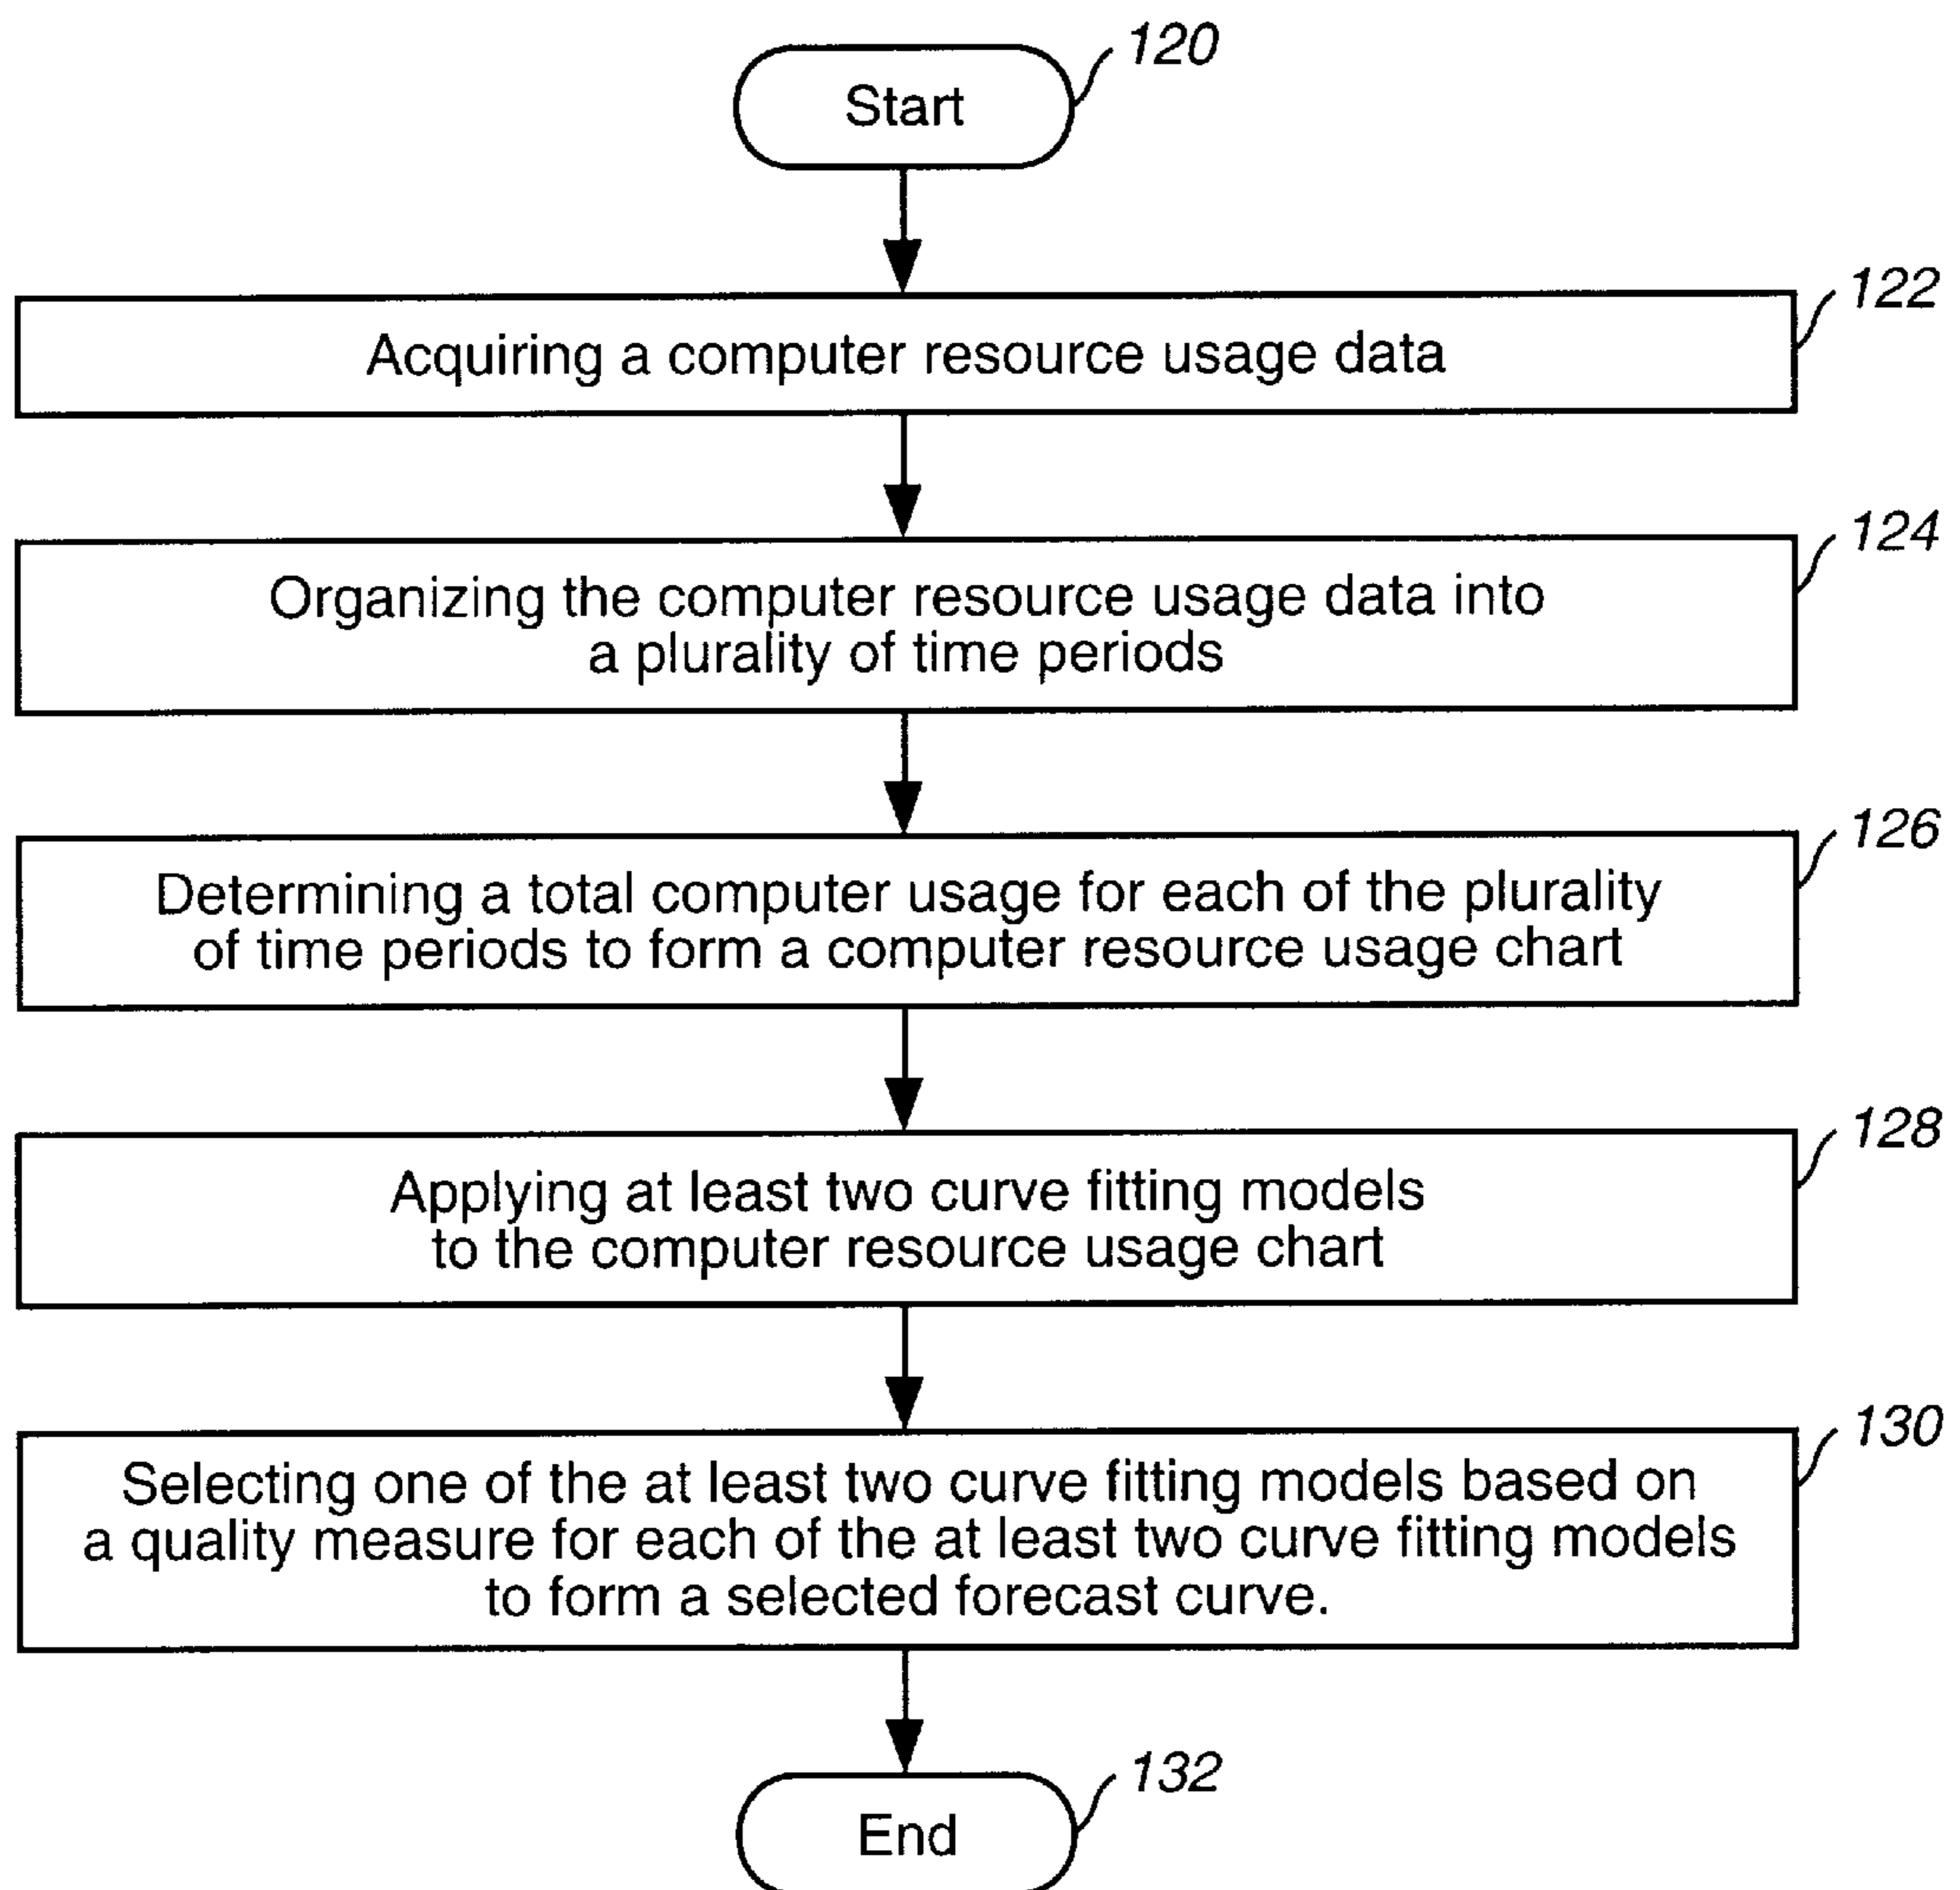 120
Start
122
Acquiring a computer resource usage data
124
Organizing the computer resource usage data into
a plurality of time periods
126
Determining a total computer usage for each of the plurality
of time periods to form a computer resource usage chart
128
Applying at least two curve fitting models
to the computer resource usage chart
130
Selecting one of the at least two curve fitting models based on
a quality measure for each of the at least two curve fitting models
to form a selected forecast curve.
132
End